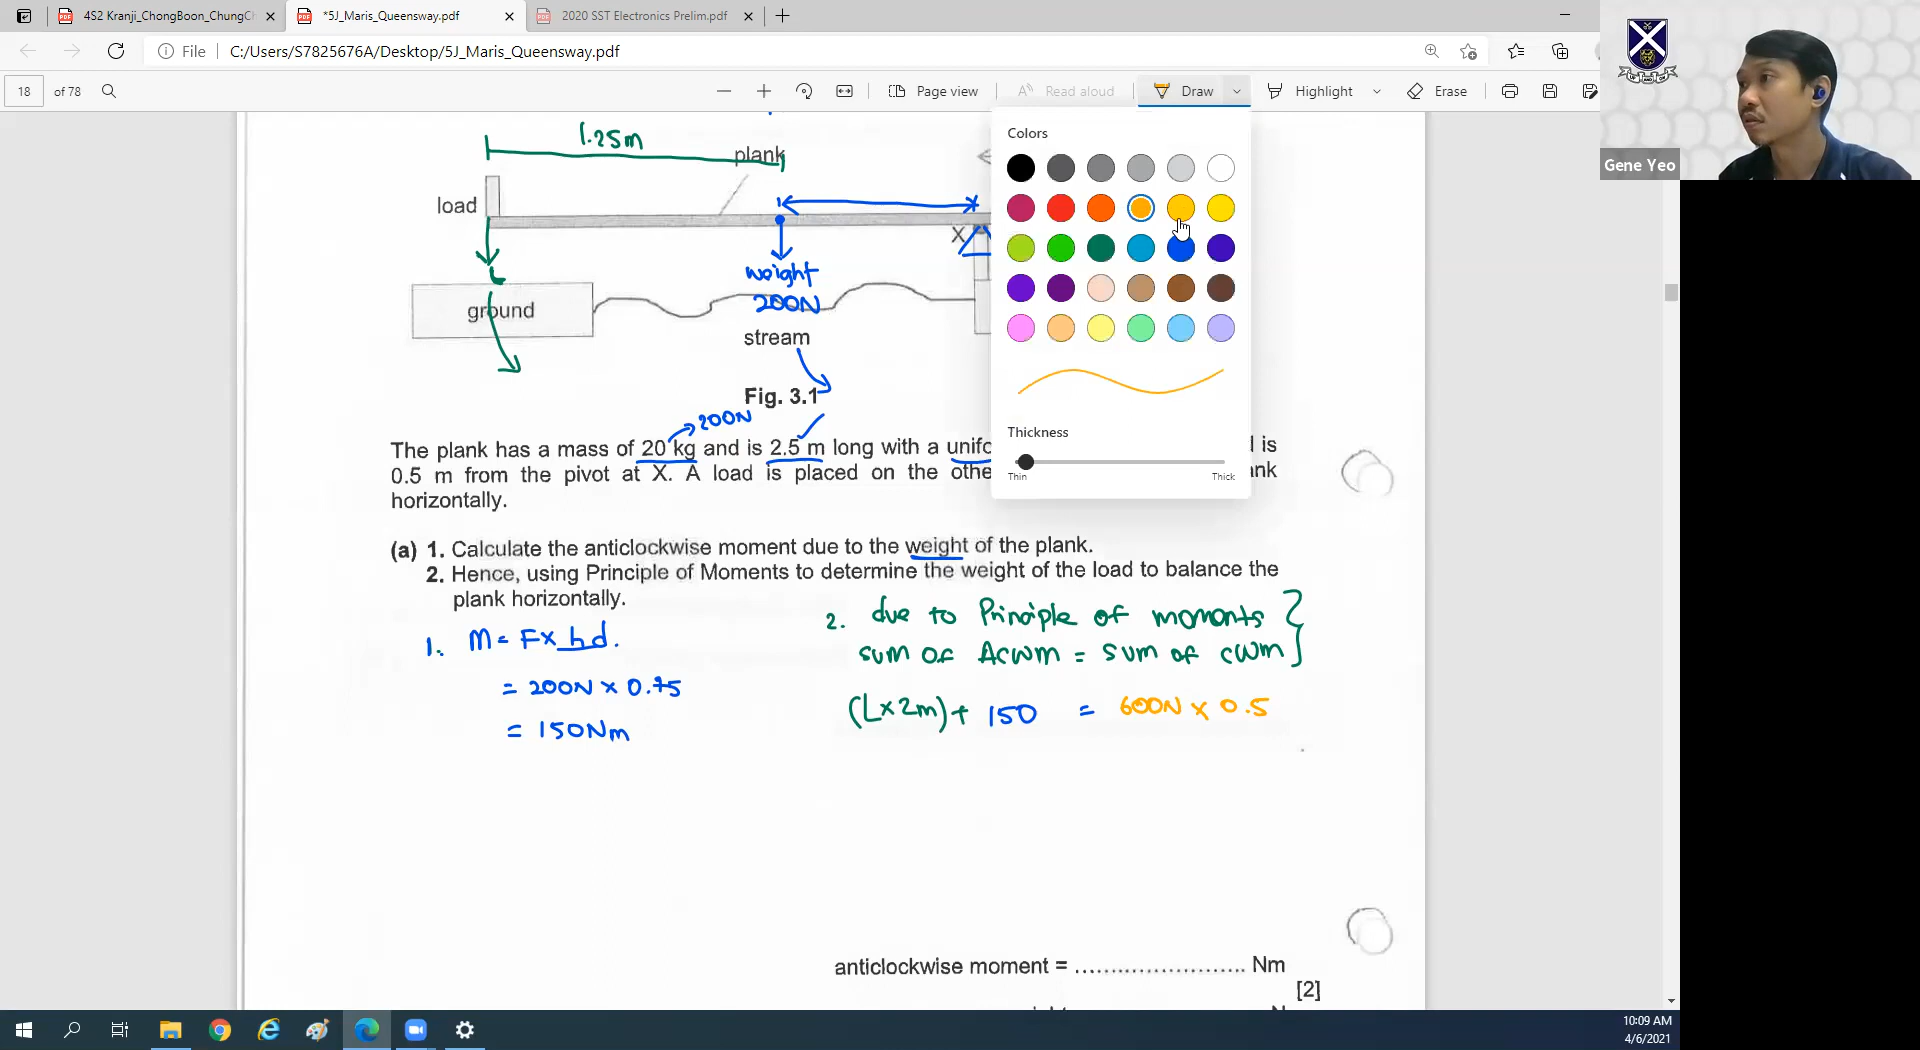 4S2 Kranji_ChongBoon_ChungCh
*5J_Maris_Queensway.pdf
2020 SST Electronics Prelim.pdf
File
C:/Users/S7825676A/Desktop/5J_Maris_Queensway.pdf
18
of 78
Page view
Read aloud
Draw
Highlight
Erase
Gene Yeo
Colors
Thickness
Thin
Thick
1.25m
plank
load
X
weight
200N
ground
stream
Fig. 3.1
200N
The plank has a mass of 20 kg and is 2.5 m long with a unifo
is
0.5 m from the pivot at X. A load is placed on the othe
horizontally.
(a) 1. Calculate the anticlockwise moment due to the weight of the plank.
2. Hence, using Principle of Moments to determine the weight of the load to balance the
plank horizontally.
1. M = F x h d.
= 200N x 0.75
= 150Nm
2. due to Principle of moments
sum of ACWM = sum of CWM
(L x 2m) + 150 = 600N x 0.5
anticlockwise moment = ........................... Nm
[2]
10:09 AM
4/6/2021